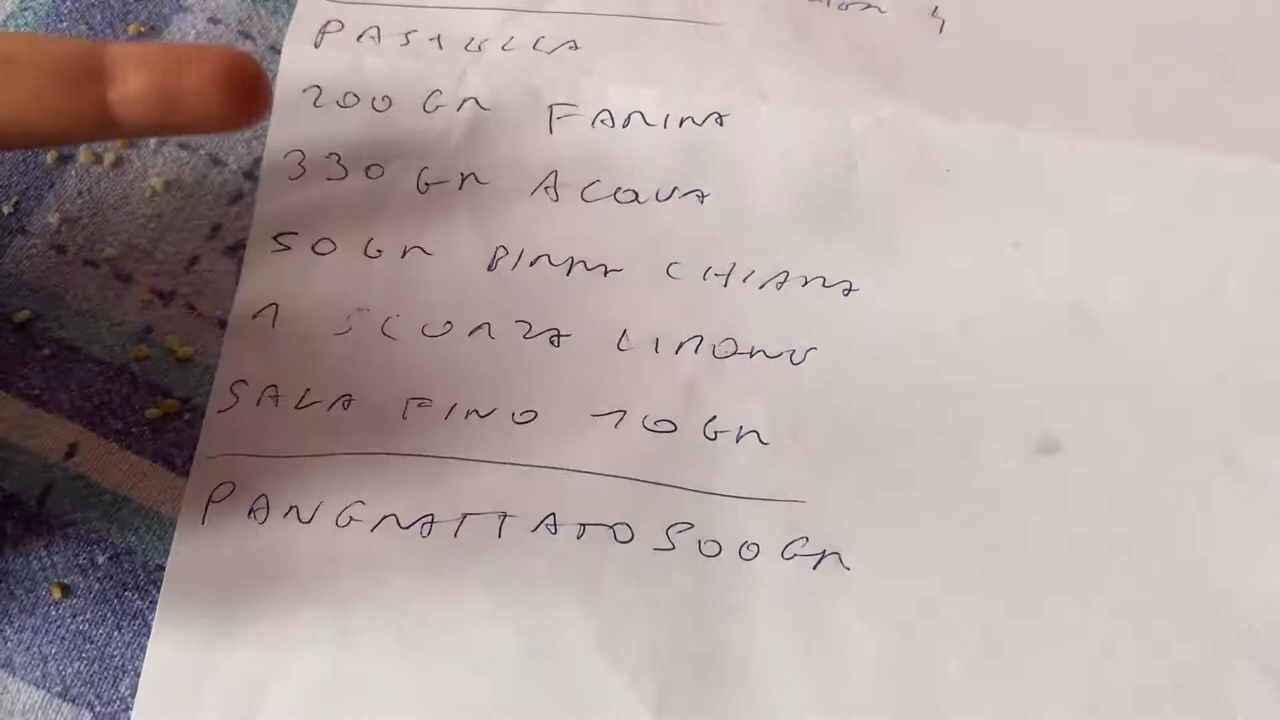 PASTELLA
200 GR FARINA
330 GR ACQUA
50 GR BIRRA CHIARA
1 SCORZA LIMONE
SALE FINO 10 GR
PANGRATTATO 500 GR